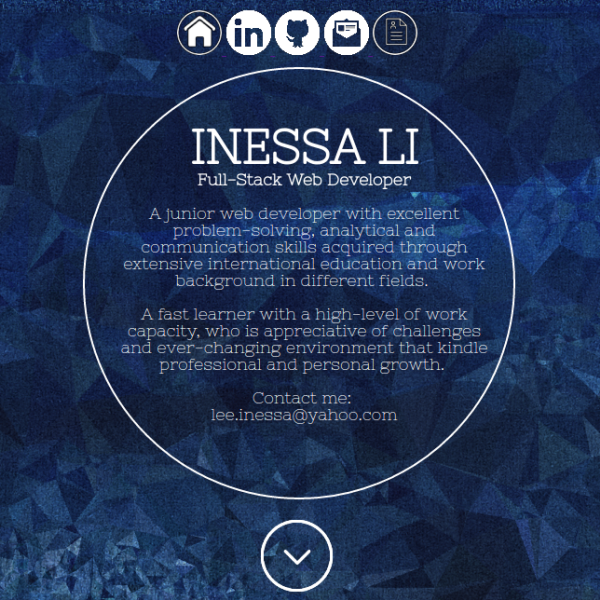 in
INESSA LI
Full-Stack Web Developer
A junior web developer with excellent
problem-solving, analytical and
communication skills acquired through
extensive international education and work
background in different fields.
A fast learner with a high-level of work
capacity, who is appreciative of challenges
and ever-changing environment that kindle
professional and personal growth.
Contact me:
lee.inessa@yahoo.com